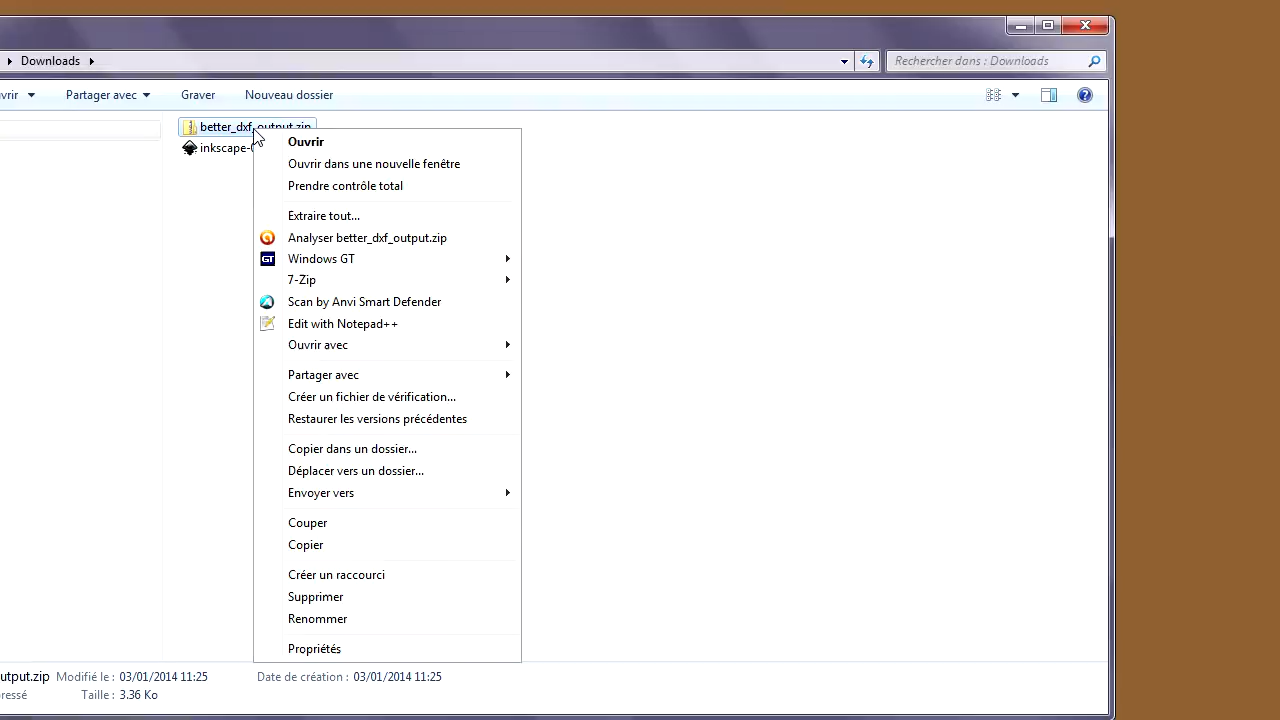 Downloads
Rechercher dans : Downloads
Partager avec
Graver
Nouveau dossier
better_dxf_output.zip
inkscape-
Ouvrir
Ouvrir dans une nouvelle fenêtre
Prendre contrôle total
Extraire tout...
Analyser better_dxf_output.zip
GT Windows GT
7-Zip
Scan by Anvi Smart Defender
Edit with Notepad++
Ouvrir avec
Partager avec
Créer un fichier de vérification...
Restaurer les versions précédentes
Copier dans un dossier...
Déplacer vers un dossier...
Envoyer vers
Couper
Copier
Créer un raccourci
Supprimer
Renommer
Propriétés
utput.zip Modifié le : 03/01/2014 11:25 Date de création : 03/01/2014 11:25
ressé Taille : 3.36 Ko